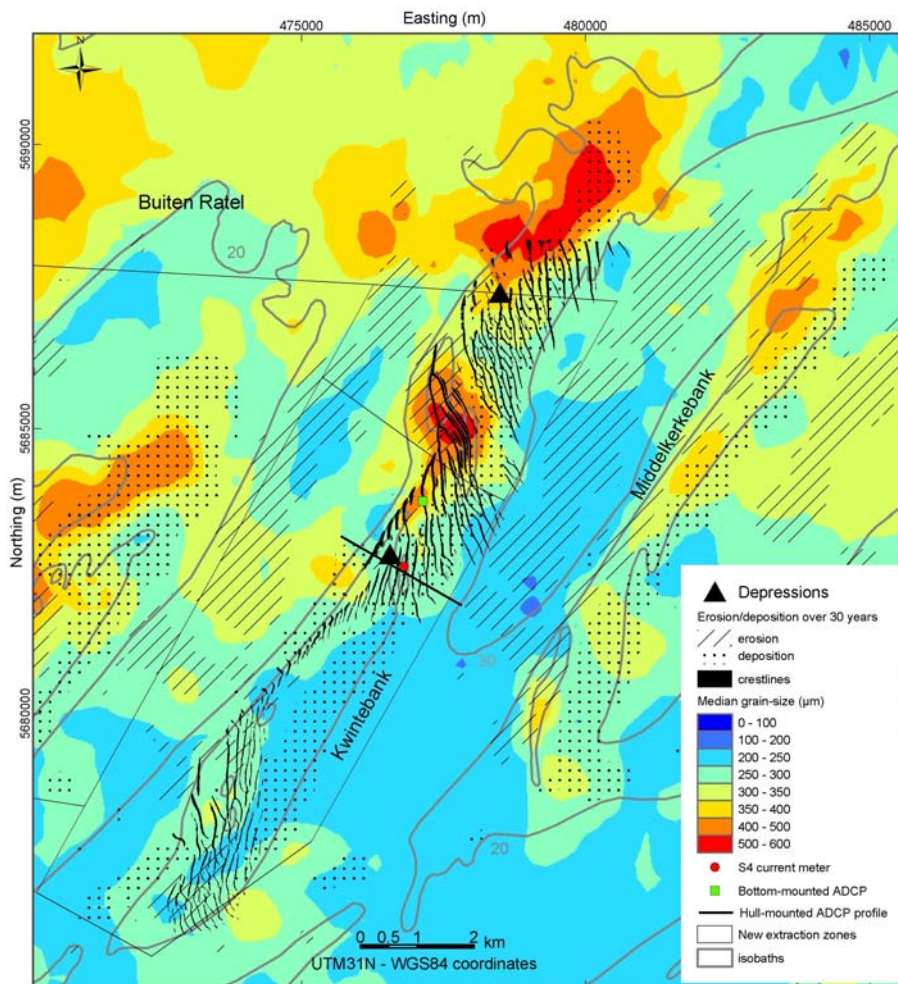 Easting (m)
475000
480000
485000
N
5690000
Buiten Ratel
20
5685000
Northing (m)
Middelkerkebank
30
Kwintebank
5680000
20
0 0.5 1 2 km
UTM31N - WGS84 coordinates
Depressions
Erosion/deposition over 30 years
erosion
deposition
crestlines
Median grain-size (µm)
0 - 100
100 - 200
200 - 250
250 - 300
300 - 350
350 - 400
400 - 500
500 - 600
S4 current meter
Bottom-mounted ADCP
Hull-mounted ADCP profile
New extraction zones
isobaths